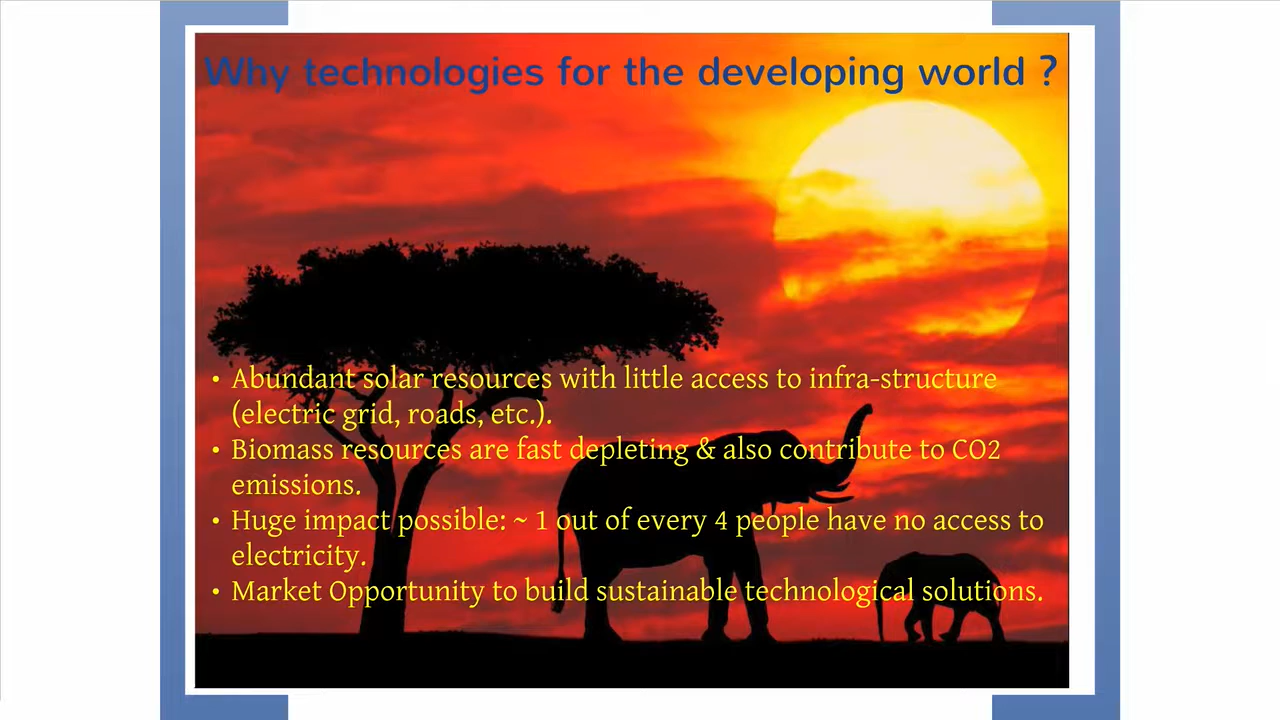 Why technologies for the developing world ?
• Abundant solar resources with little access to infra-structure
(electric grid, roads, etc.).
• Biomass resources are fast depleting & also contribute to CO2
emissions.
• Huge impact possible: ~ 1 out of every 4 people have no access to
electricity.
• Market Opportunity to build sustainable technological solutions.